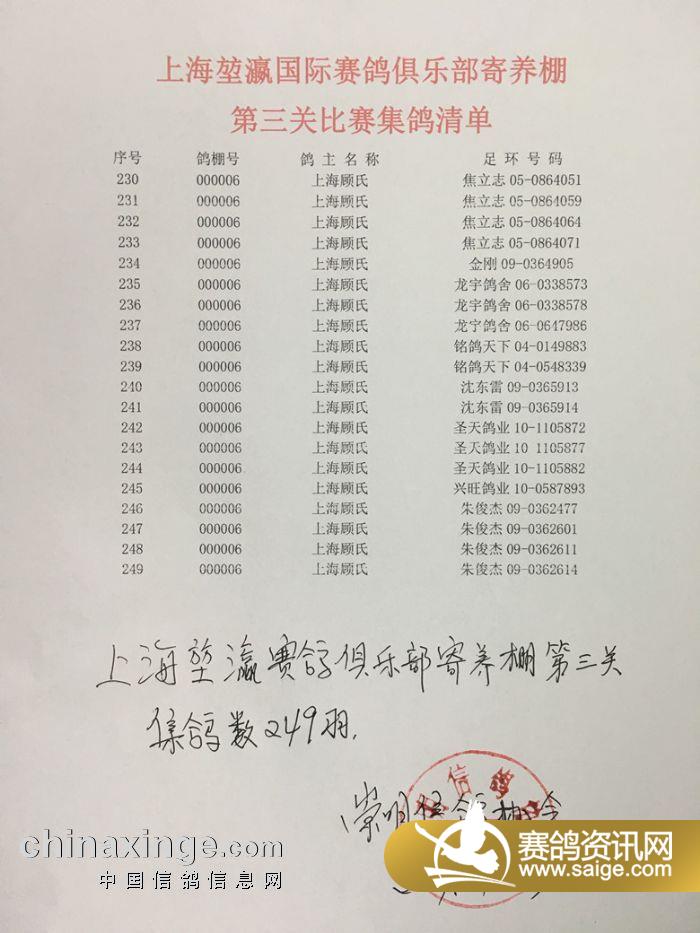 上海堃瀛国际赛鸽俱乐部寄养棚
第三关比赛集鸽清单
序号 鸽棚号 鸽主名称 足环号码
230 000006 上海顾氏 焦立志 05-0864051
231 000006 上海顾氏 焦立志 05-0864059
232 000006 上海顾氏 焦立志 05-0864064
233 000006 上海顾氏 焦立志 05-0864071
234 000006 上海顾氏 金刚 09-0364905
235 000006 上海顾氏 龙宇鸽舍 06-0338573
236 000006 上海顾氏 龙宇鸽舍 06-0338578
237 000006 上海顾氏 龙宇鸽舍 06-0647986
238 000006 上海顾氏 铭鸽天下 04-0149883
239 000006 上海顾氏 铭鸽天下 04-0548339
240 000006 上海顾氏 沈东雷 09-0365913
241 000006 上海顾氏 沈东雷 09-0365914
242 000006 上海顾氏 圣天鸽业 10-1105872
243 000006 上海顾氏 圣天鸽业 10 1105877
244 000006 上海顾氏 圣天鸽业 10-1105882
245 000006 上海顾氏 兴旺鸽业 10-0587893
246 000006 上海顾氏 朱俊杰 09-0362477
247 000006 上海顾氏 朱俊杰 09-0362601
248 000006 上海顾氏 朱俊杰 09-0362611
249 000006 上海顾氏 朱俊杰 09-0362614
上海堃瀛赛鸽俱乐部寄养棚第三关
集鸽数249羽.
信鸽
崇明信鸽协会
chinaxinge.com
中国信鸽信息网
赛鸽资讯网
www.saige.com